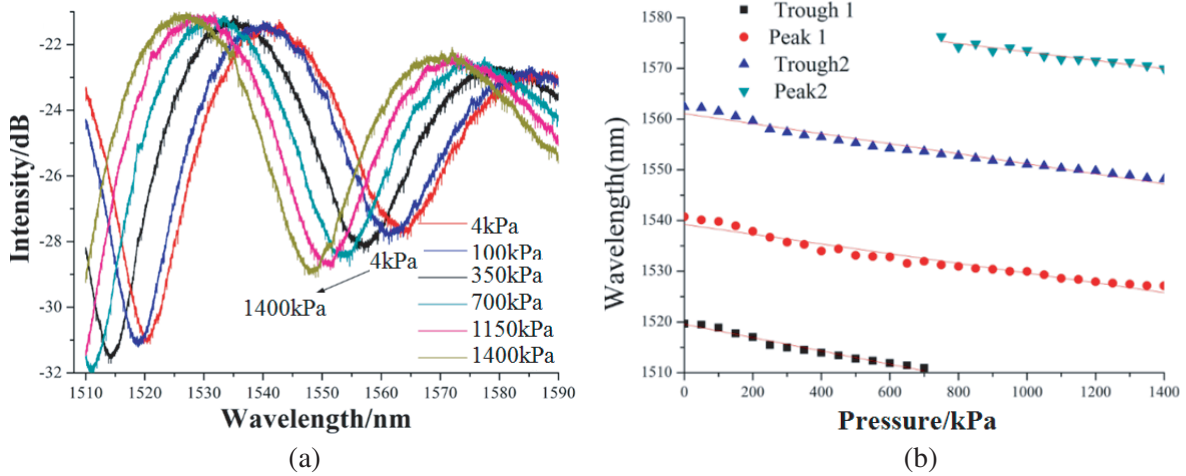 -22
-24
-26
-28
-30
-32
Intensity/dB
4kPa
100kPa
350kPa
700kPa
1150kPa
1400kPa
4kPa
1400kPa
1510 1520 1530 1540 1550 1560 1570 1580 1590
Wavelength/nm
(a)
Trough 1
Peak 1
Trough2
Peak2
1580
1570
1560
1550
1540
1530
1520
1510
Wavelength(nm)
0 200 400 600 800 1000 1200 1400
Pressure/kPa
(b)